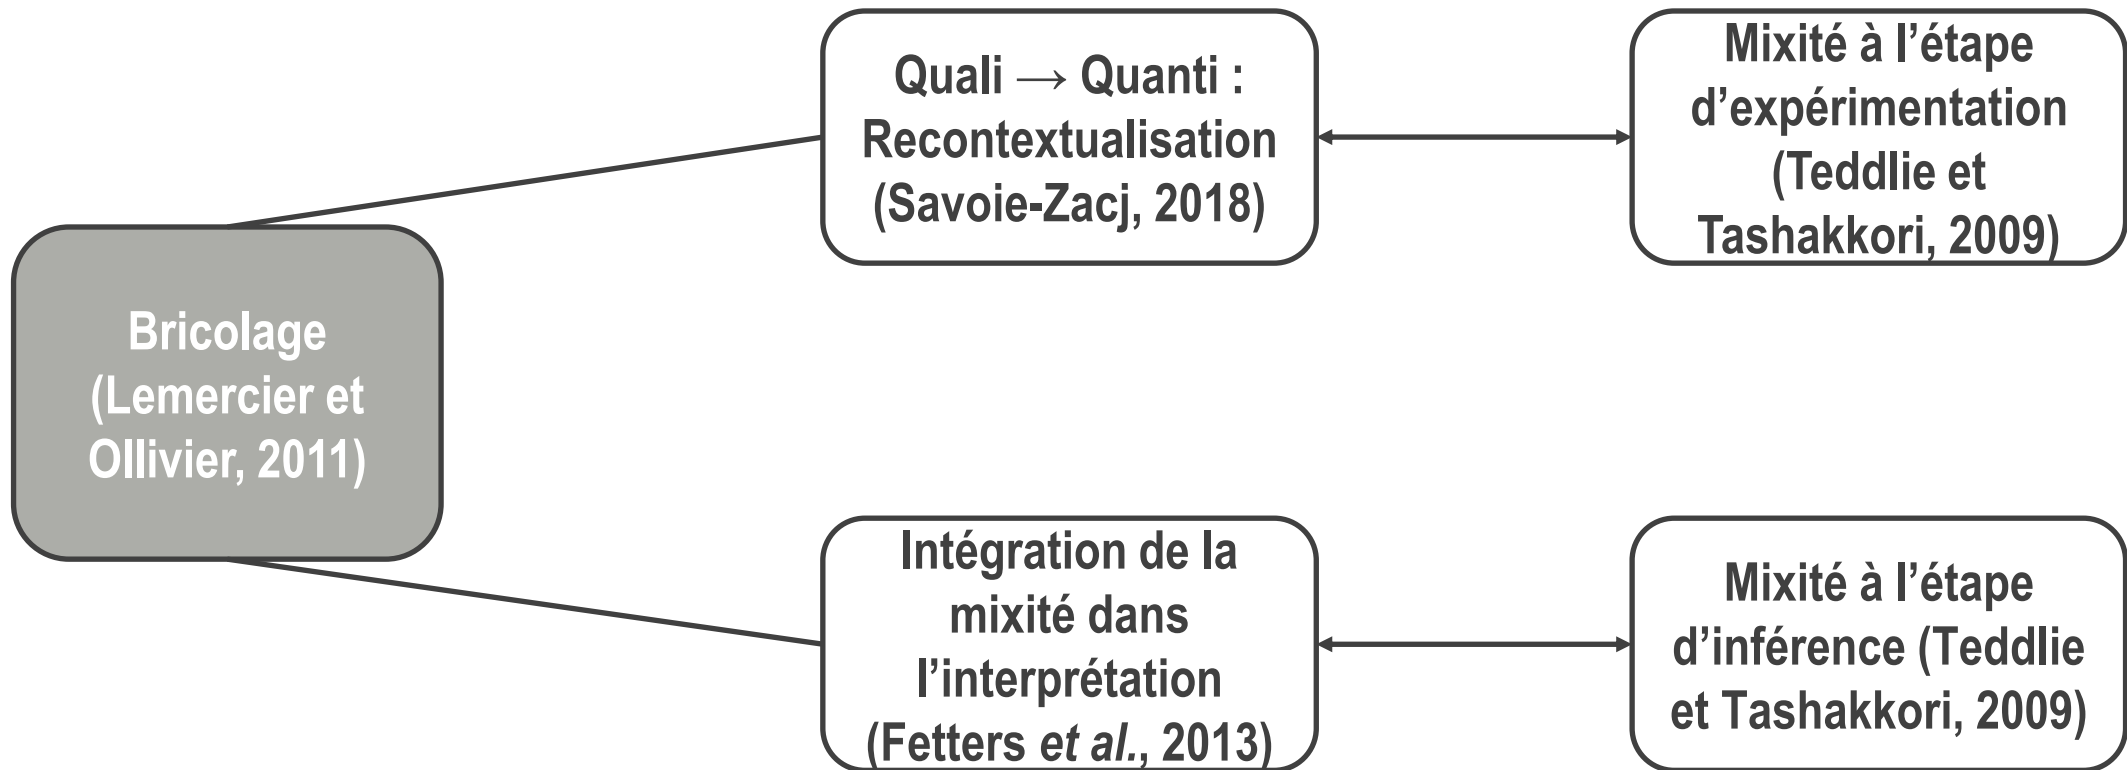 Quali → Quanti :
Recontextualisation
(Savoie-Zacj, 2018)
Mixité à l’étape
d’expérimentation
(Teddlie et
Tashakkori, 2009)
Bricolage
(Lemercier et
Ollivier, 2011)
Intégration de la
mixité dans
l’interprétation
(Fetters et al., 2013)
Mixité à l’étape
d’inférence (Teddlie
et Tashakkori, 2009)